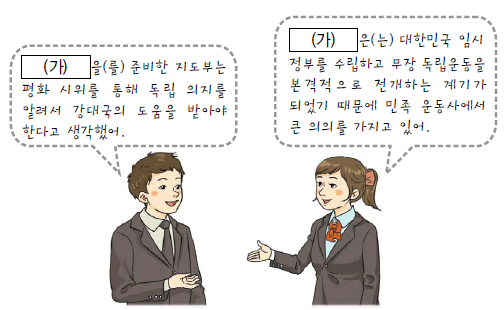 (가) 을(를) 준비한 지도부는
평화 시위를 통해 독립 의지를
알려서 강대국의 도움을 받아야
한다고 생각했어.
(가) 은(는) 대한민국 임시
정부를 수립하고 무장 독립운동을
본격적으로 전개하는 계기가
되었기 때문에 민족 운동사에서
큰 의의를 가지고 있어.